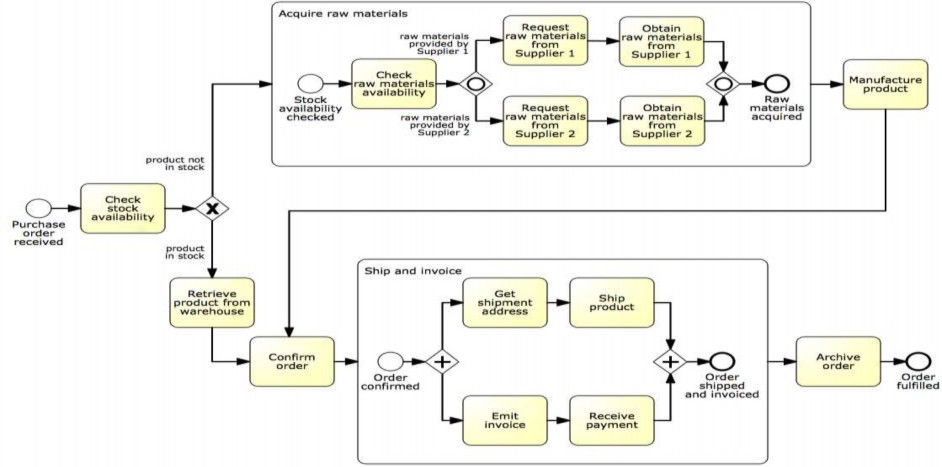 Acquire raw materials
raw materials
provided by
Supplier 1
Request
raw materials
from
Supplier 1
Obtain
raw materials
from
Supplier 1
Check
raw materials
availability
Stock
availability
checked
raw materials
provided by
Supplier 2
Request
raw materials
from
Supplier 2
Obtain
raw materials
from
Supplier 2
Raw
materials
acquired
Manufacture
product
product not
in stock
Check
stock
availability
X
Purchase
order
received
product
in stock
Retrieve
product from
warehouse
Confirm
order
Ship and invoice
Get
shipment
address
Ship
product
Order
confirmed
Emit
invoice
Receive
payment
Order
shipped
and invoiced
Archive
order
Order
fulfilled